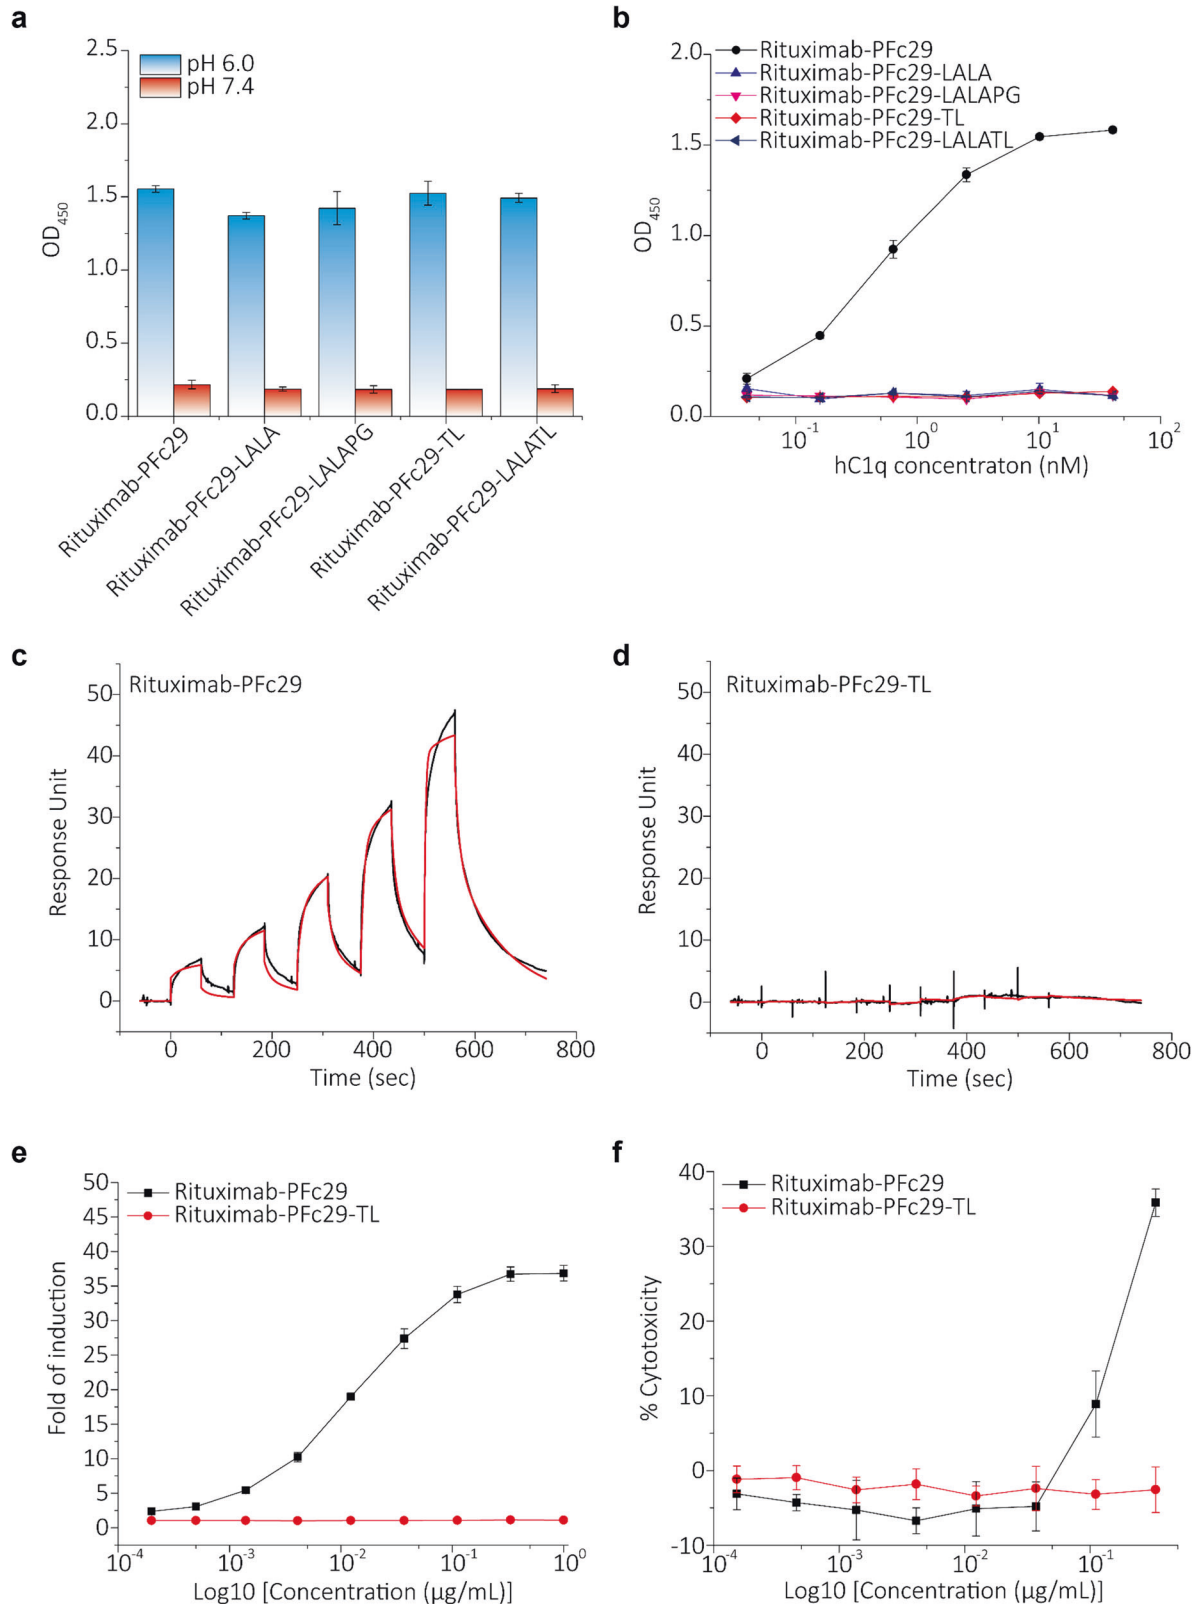 a
2.5
2.0
1.5
1.0
0.5
0.0
OD450
pH 6.0
pH 7.4
Rituximab-PFc29
Rituximab-PFc29-LALA
Rituximab-PFc29-LALAPG
Rituximab-PFc29-TL
Rituximab-PFc29-LALATL
b
2.0
1.5
1.0
0.5
0.0
OD450
Rituximab-PFc29
Rituximab-PFc29-LALA
Rituximab-PFc29-LALAPG
Rituximab-PFc29-TL
Rituximab-PFc29-LALATL
10-1 100 101 102
hC1q concentraton (nM)
c
Rituximab-PFc29
50
40
30
20
10
0
Response Unit
0 200 400 600 800
Time (sec)
d
Rituximab-PFc29-TL
50
40
30
20
10
0
Response Unit
0 200 400 600 800
Time (sec)
e
50
45
40
35
30
25
20
15
10
5
0
Fold of induction
Rituximab-PFc29
Rituximab-PFc29-TL
10-4 10-3 10-2 10-1 100
Log10 [Concentration (μg/mL)]
f
40
30
20
10
0
-10
% Cytotoxicity
Rituximab-PFc29
Rituximab-PFc29-TL
10-4 10-3 10-2 10-1
Log10 [Concentration (μg/mL)]